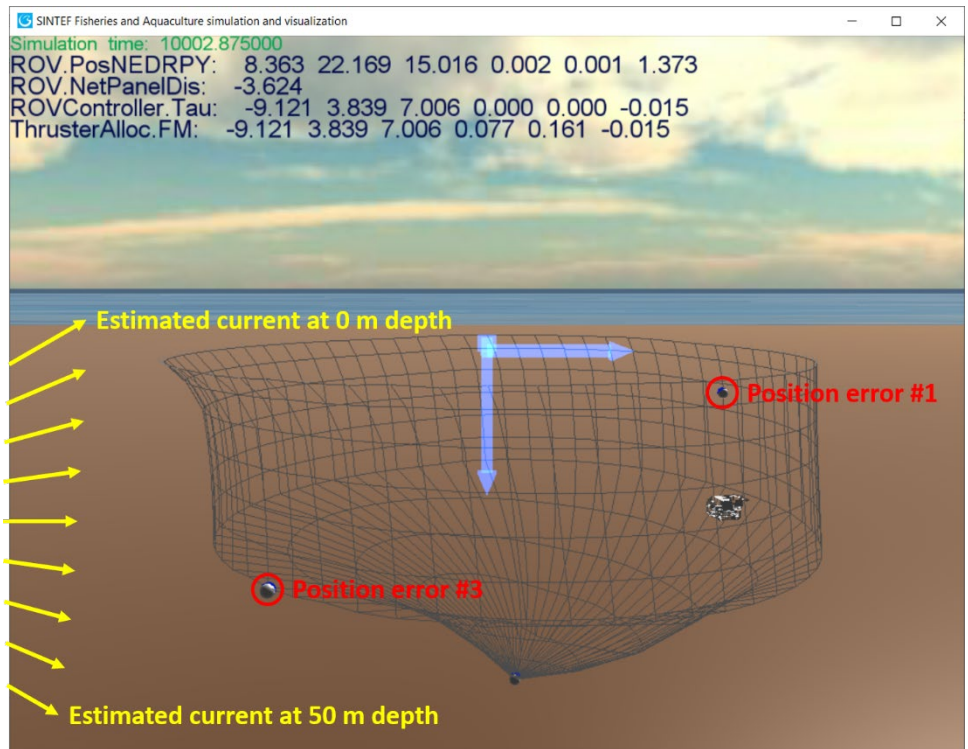 SINTEF Fisheries and Aquaculture simulation and visualization
Simulation time: 10002.875000
ROV.PosNEDRPY: 8.363 22.169 15.016 0.002 0.001 1.373
ROV.NetPanelDis: -3.624
ROVController.Tau: -9.121 3.839 7.006 0.000 0.000 -0.015
ThrusterAlloc.FM: -9.121 3.839 7.006 0.077 0.161 -0.015
Estimated current at 0 m depth
Position error #1
Position error #3
Estimated current at 50 m depth